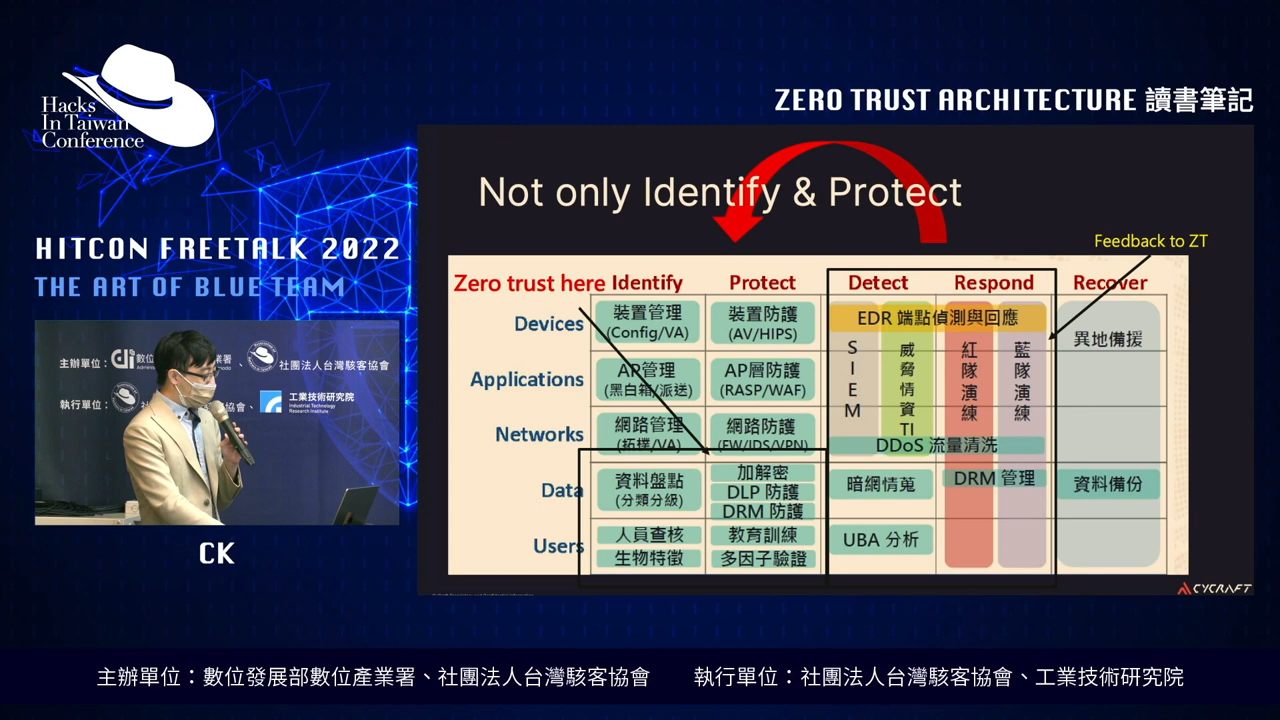 Hacks
In Taiwan
Conference
ZERO TRUST ARCHITECTURE 讀書筆記
HITCON FREETALK 2022
THE ART OF BLUE TEAM
主辦單位：
社團法人台灣駭客協會
執行單位：
工業技術研究院
Industrial Technology
Research Institute
CK
Not only Identify & Protect
Feedback to ZT
Zero trust here
Identify Protect Detect Respond Recover
Devices
裝置管理
(Config/VA)
裝置防護
(AV/HIPS)
EDR 端點偵測與回應
SIEM
威脅情資TI
紅隊演練
藍隊演練
異地備援
Applications
AP管理
(黑白箱/派送)
AP層防護
(RASP/WAF)
Networks
網路管理
(拓樸/VA)
網路防護
(FW/IDS/VPN)
DDoS 流量清洗
Data
資料盤點
(分類分級)
加解密
DLP 防護
DRM 防護
暗網情蒐
DRM 管理
資料備份
Users
人員查核
生物特徵
教育訓練
多因子驗證
UBA 分析
CYCRAFT
主辦單位：數位發展部數位產業署、社團法人台灣駭客協會 執行單位：社團法人台灣駭客協會、工業技術研究院